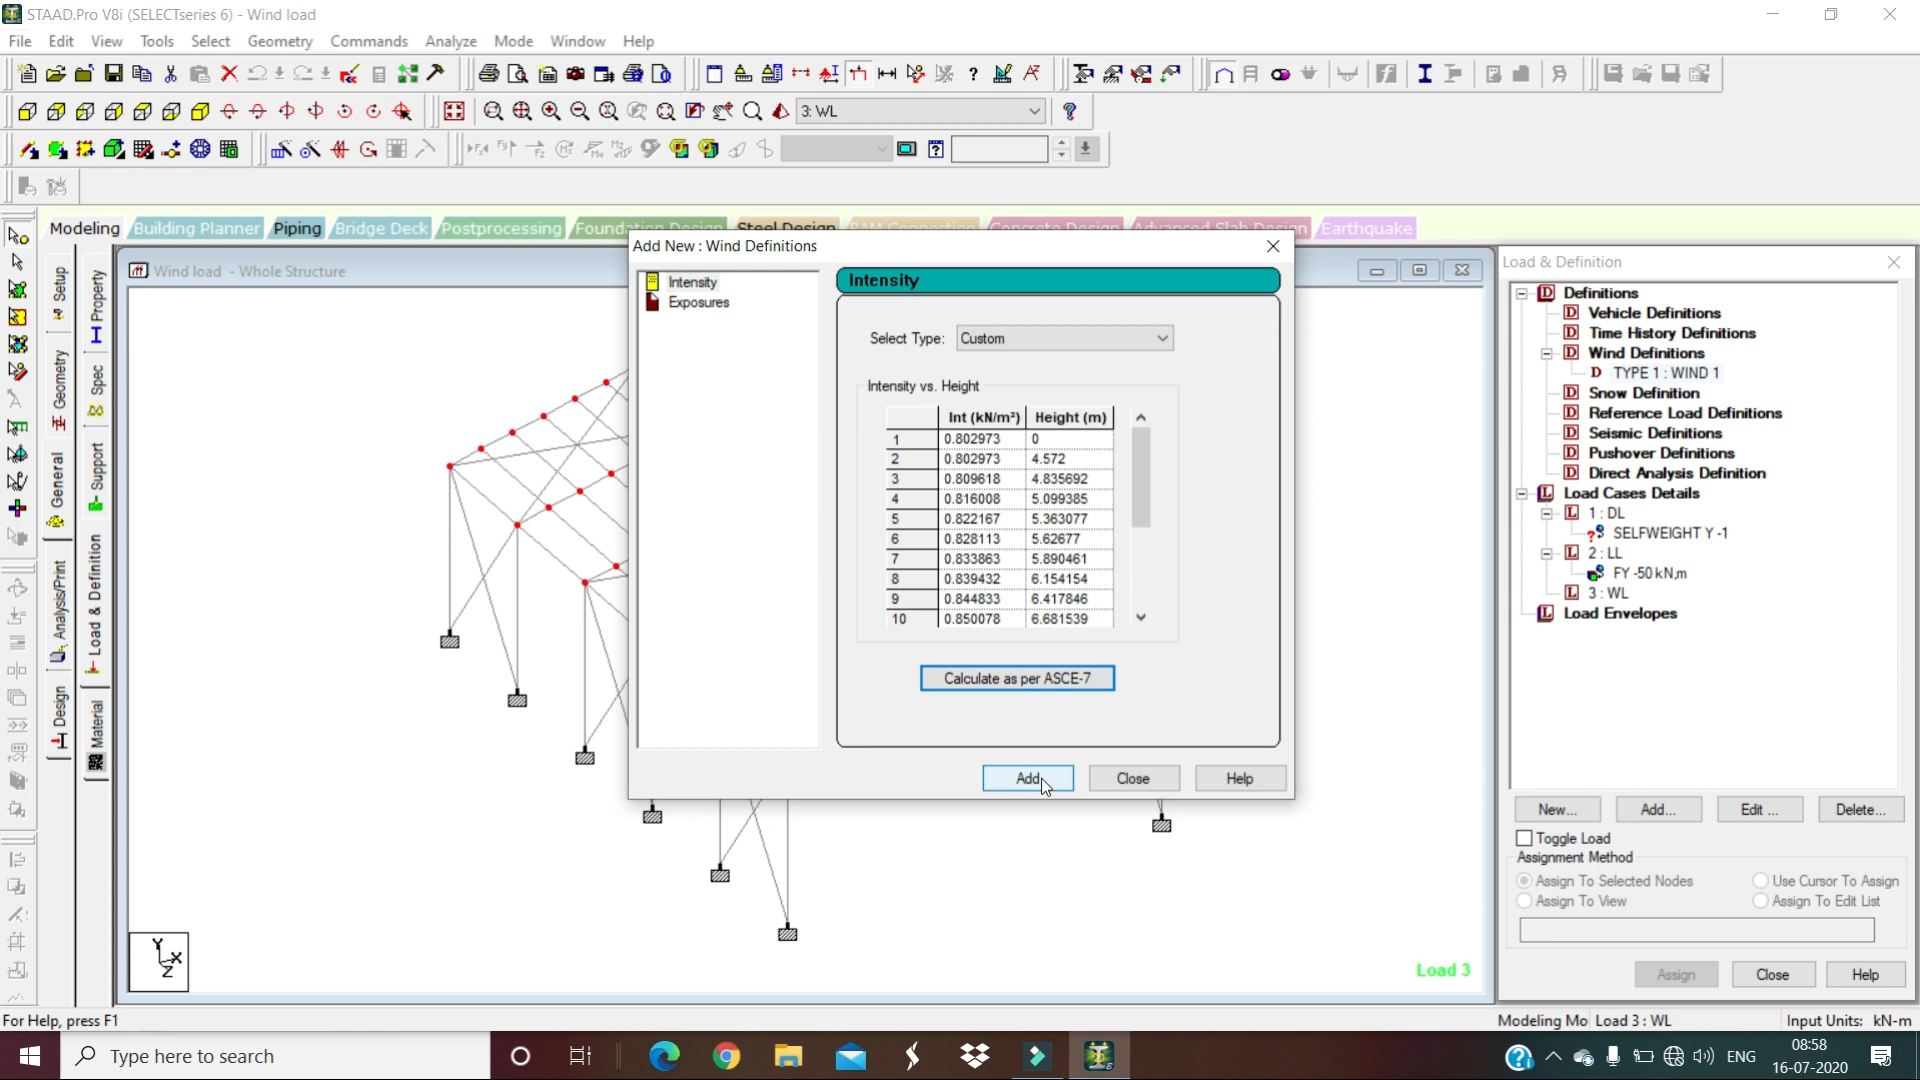 STAAD.Pro V8i (SELECTseries 6) - Wind load
File Edit View Tools Select Geometry Commands Analyze Mode Window Help
3: WL
Modeling Building Planner Piping Bridge Deck Postprocessing Foundation Design Steel Design RAM Connection Concrete Design Advanced Slab Design Earthquake
Wind load - Whole Structure
Setup
Geometry
General
Analysis/Print
Design
Property
Spec
Support
Load & Definition
Material
Add New : Wind Definitions
Intensity
Exposures
Intensity
Select Type: Custom
Intensity vs. Height
Int (kN/m²) Height (m)
1 0.802973 0
2 0.802973 4.572
3 0.809618 4.835692
4 0.816008 5.099385
5 0.822167 5.363077
6 0.828113 5.62677
7 0.833863 5.890461
8 0.839432 6.154154
9 0.844833 6.417846
10 0.850078 6.681539
Calculate as per ASCE-7
Add Close Help
Y
X
Z
Load 3
Load & Definition
Definitions
Vehicle Definitions
Time History Definitions
Wind Definitions
TYPE 1 : WIND 1
Snow Definition
Reference Load Definitions
Seismic Definitions
Pushover Definitions
Direct Analysis Definition
Load Cases Details
1 : DL
SELFWEIGHT Y -1
2 : LL
FY -50 kN,m
3 : WL
Load Envelopes
New... Add... Edit ... Delete...
Toggle Load
Assignment Method
Assign To Selected Nodes Use Cursor To Assign
Assign To View Assign To Edit List
Assign Close Help
For Help, press F1
Modeling Mo Load 3 : WL Input Units: kN-m
Type here to search
ENG
08:58
16-07-2020